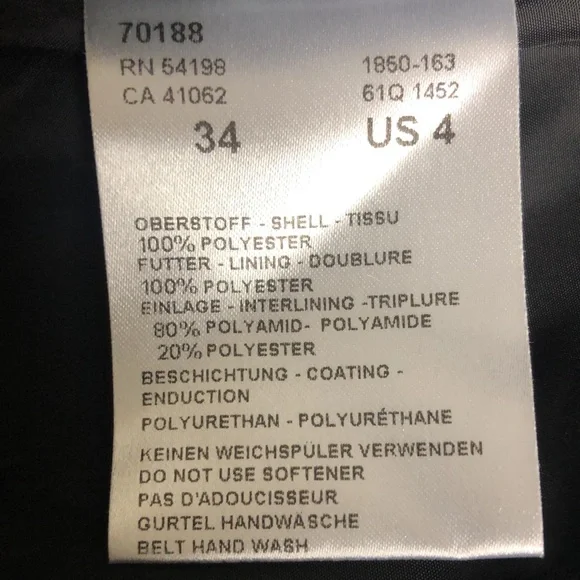 70188
RN 54198 1850-163
CA 41062 61Q 1452
34 US 4
OBERSTOFF - SHELL - TISSU
100% POLYESTER
FUTTER - LINING - DOUBLURE
100% POLYESTER
EINLAGE - INTERLINING -TRIPLURE
80% POLYAMID- POLYAMIDE
20% POLYESTER
BESCHICHTUNG - COATING -
ENDUCTION
POLYURETHAN - POLYURÉTHANE
KEINEN WEICHSPÜLER VERWENDEN
DO NOT USE SOFTENER
PAS D'ADOUCISSEUR
GURTEL HANDWÄSCHE
BELT HAND WASH